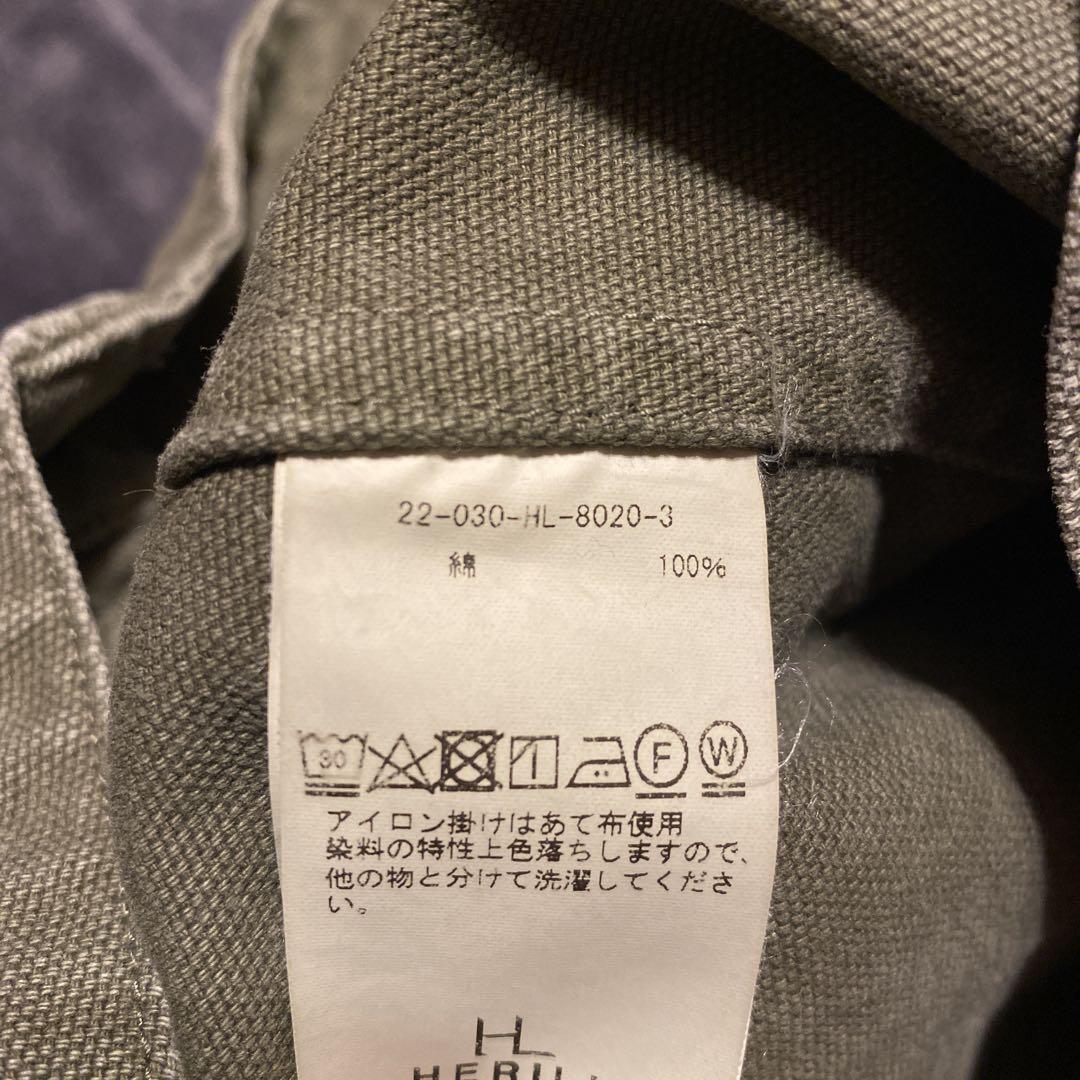 22-030-HL-8020-3
綿 100%
30 F W
アイロン掛けはあて布使用
染料の特性上色落ちしますので、
他の物と分けて洗濯してくださ
い。
HL